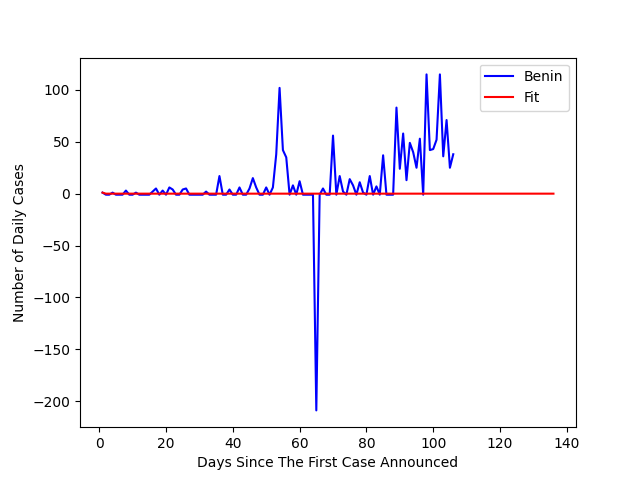 Benin
Fit
100
50
0
−50
−100
−150
−200
0 20 40 60 80 100 120 140
Number of Daily Cases
Days Since The First Case Announced